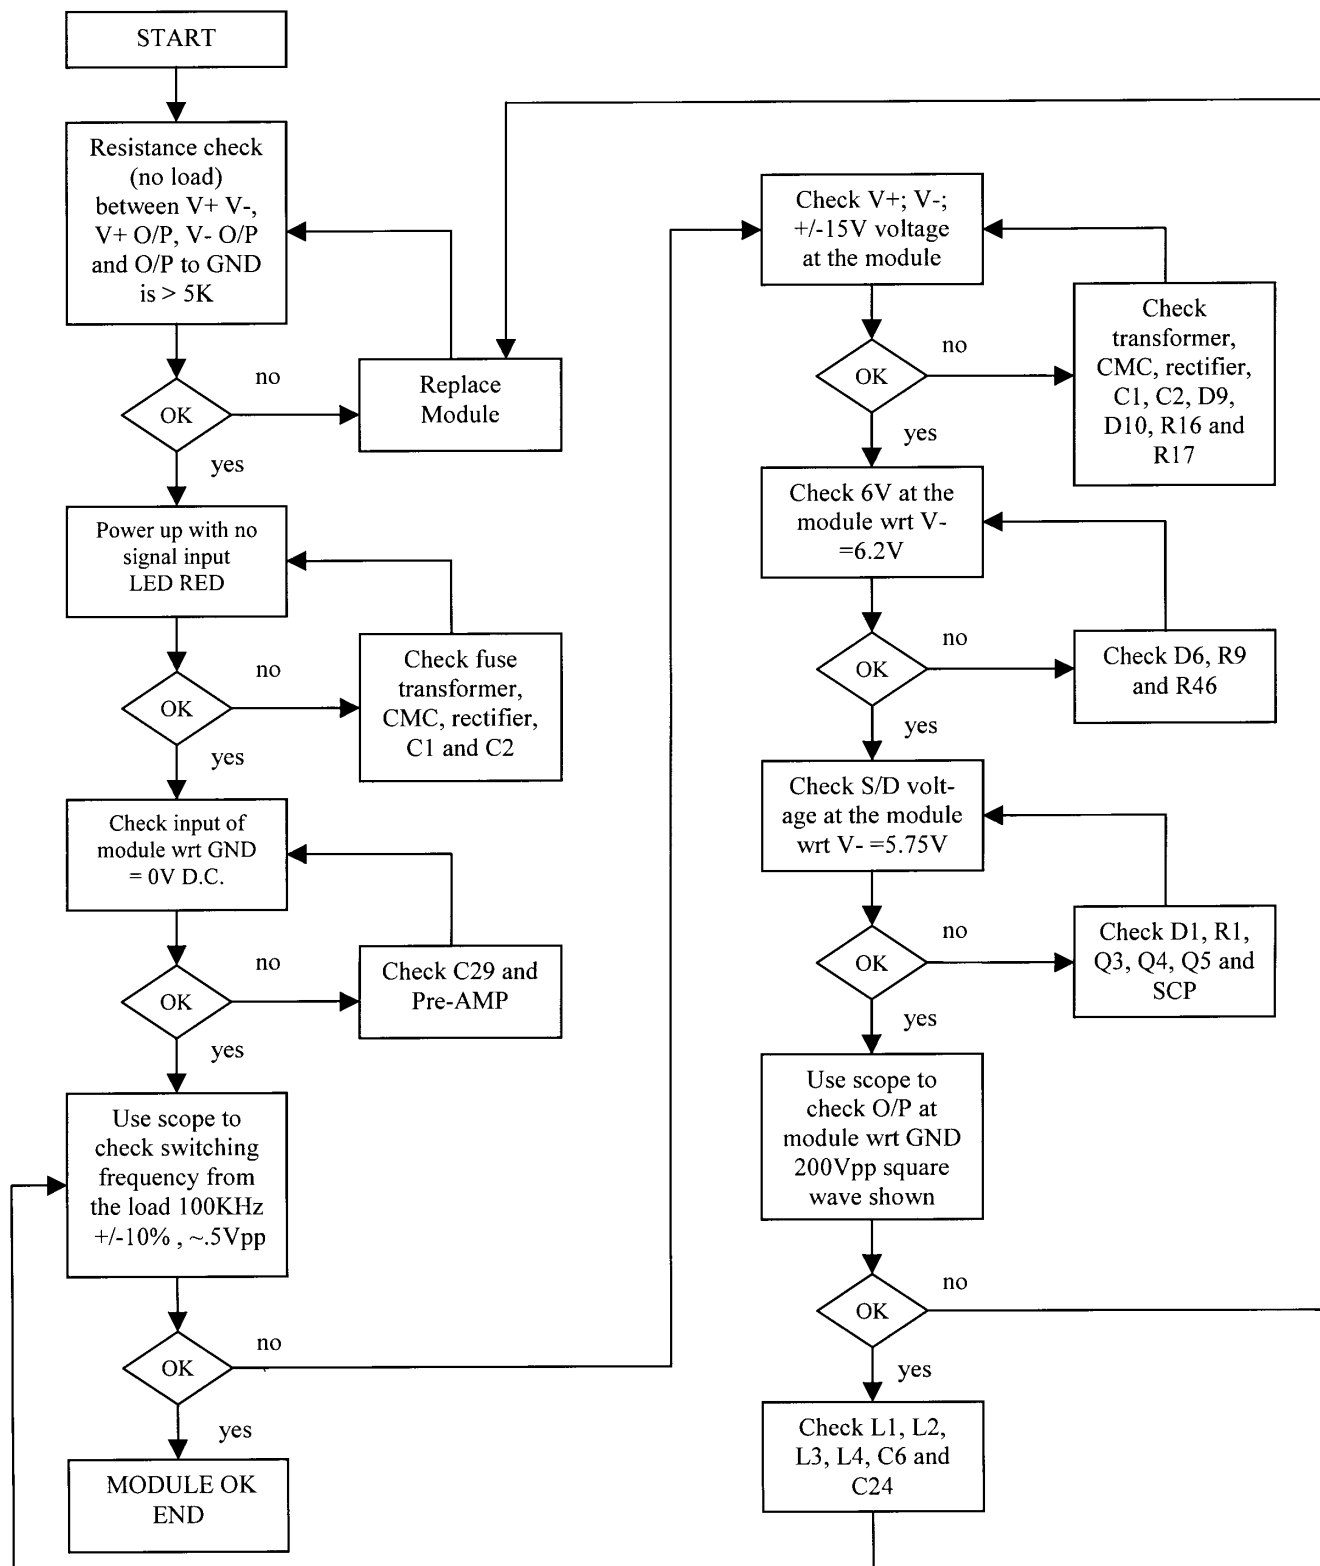 START
Resistance check
(no load)
between V+ V-,
V+ O/P, V- O/P
and O/P to GND
is > 5K
OK
no
yes
Replace
Module
Power up with no
signal input
LED RED
OK
no
yes
Check fuse
transformer,
CMC, rectifier,
C1 and C2
Check input of
module wrt GND
= 0V D.C.
OK
no
yes
Check C29 and
Pre-AMP
Use scope to
check switching
frequency from
the load 100KHz
+/-10% , ~.5Vpp
OK
no
yes
MODULE OK
END
Check V+; V-;
+/-15V voltage
at the module
OK
no
yes
Check
transformer,
CMC, rectifier,
C1, C2, D9,
D10, R16 and
R17
Check 6V at the
module wrt V-
=6.2V
OK
no
yes
Check D6, R9
and R46
Check S/D volt-
age at the module
wrt V- =5.75V
OK
no
yes
Check D1, R1,
Q3, Q4, Q5 and
SCP
Use scope to
check O/P at
module wrt GND
200Vpp square
wave shown
OK
no
yes
Check L1, L2,
L3, L4, C6 and
C24